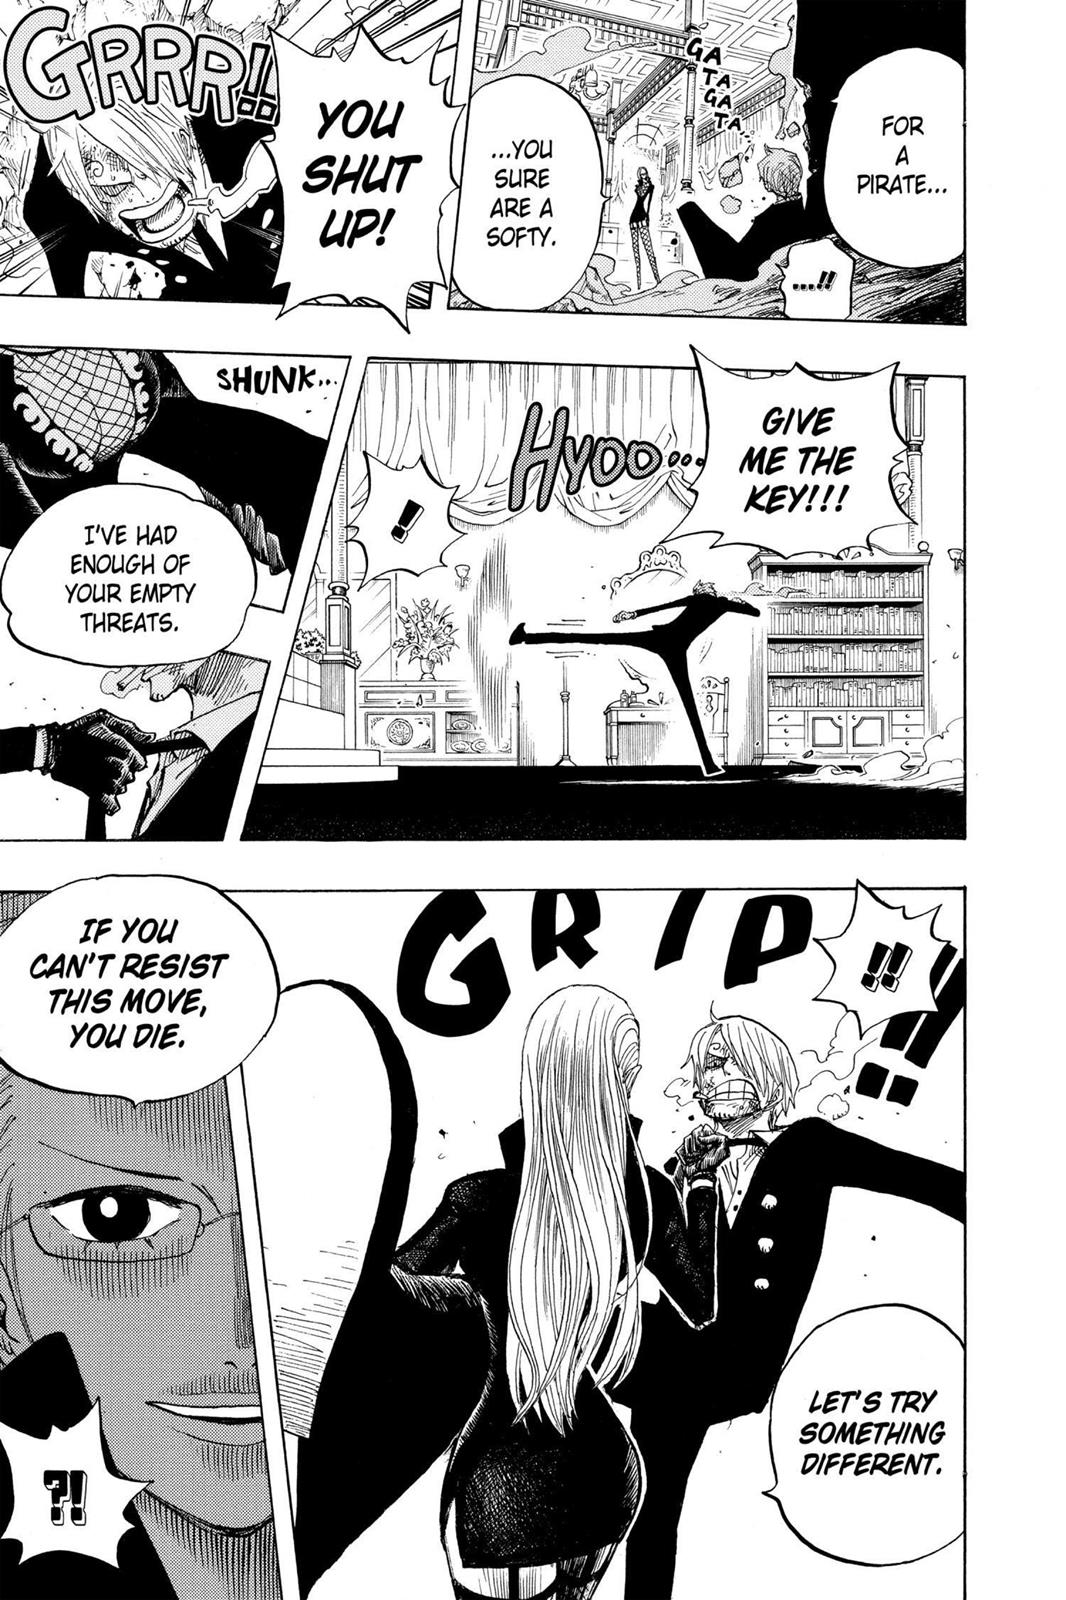 FOR
A
PIRATE...
GA
TA
GA
TA...
....!!
...YOU
SURE
ARE A
SOFTY.
YOU
SHUT
UP!
GRRR!!
GIVE
ME THE
KEY!!!
HYOO...
!
SHUNK...
I'VE HAD
ENOUGH OF
YOUR EMPTY
THREATS.
GRIP!!
!!
LET'S TRY
SOMETHING
DIFFERENT.
IF YOU
CAN'T RESIST
THIS MOVE,
YOU DIE.
?!